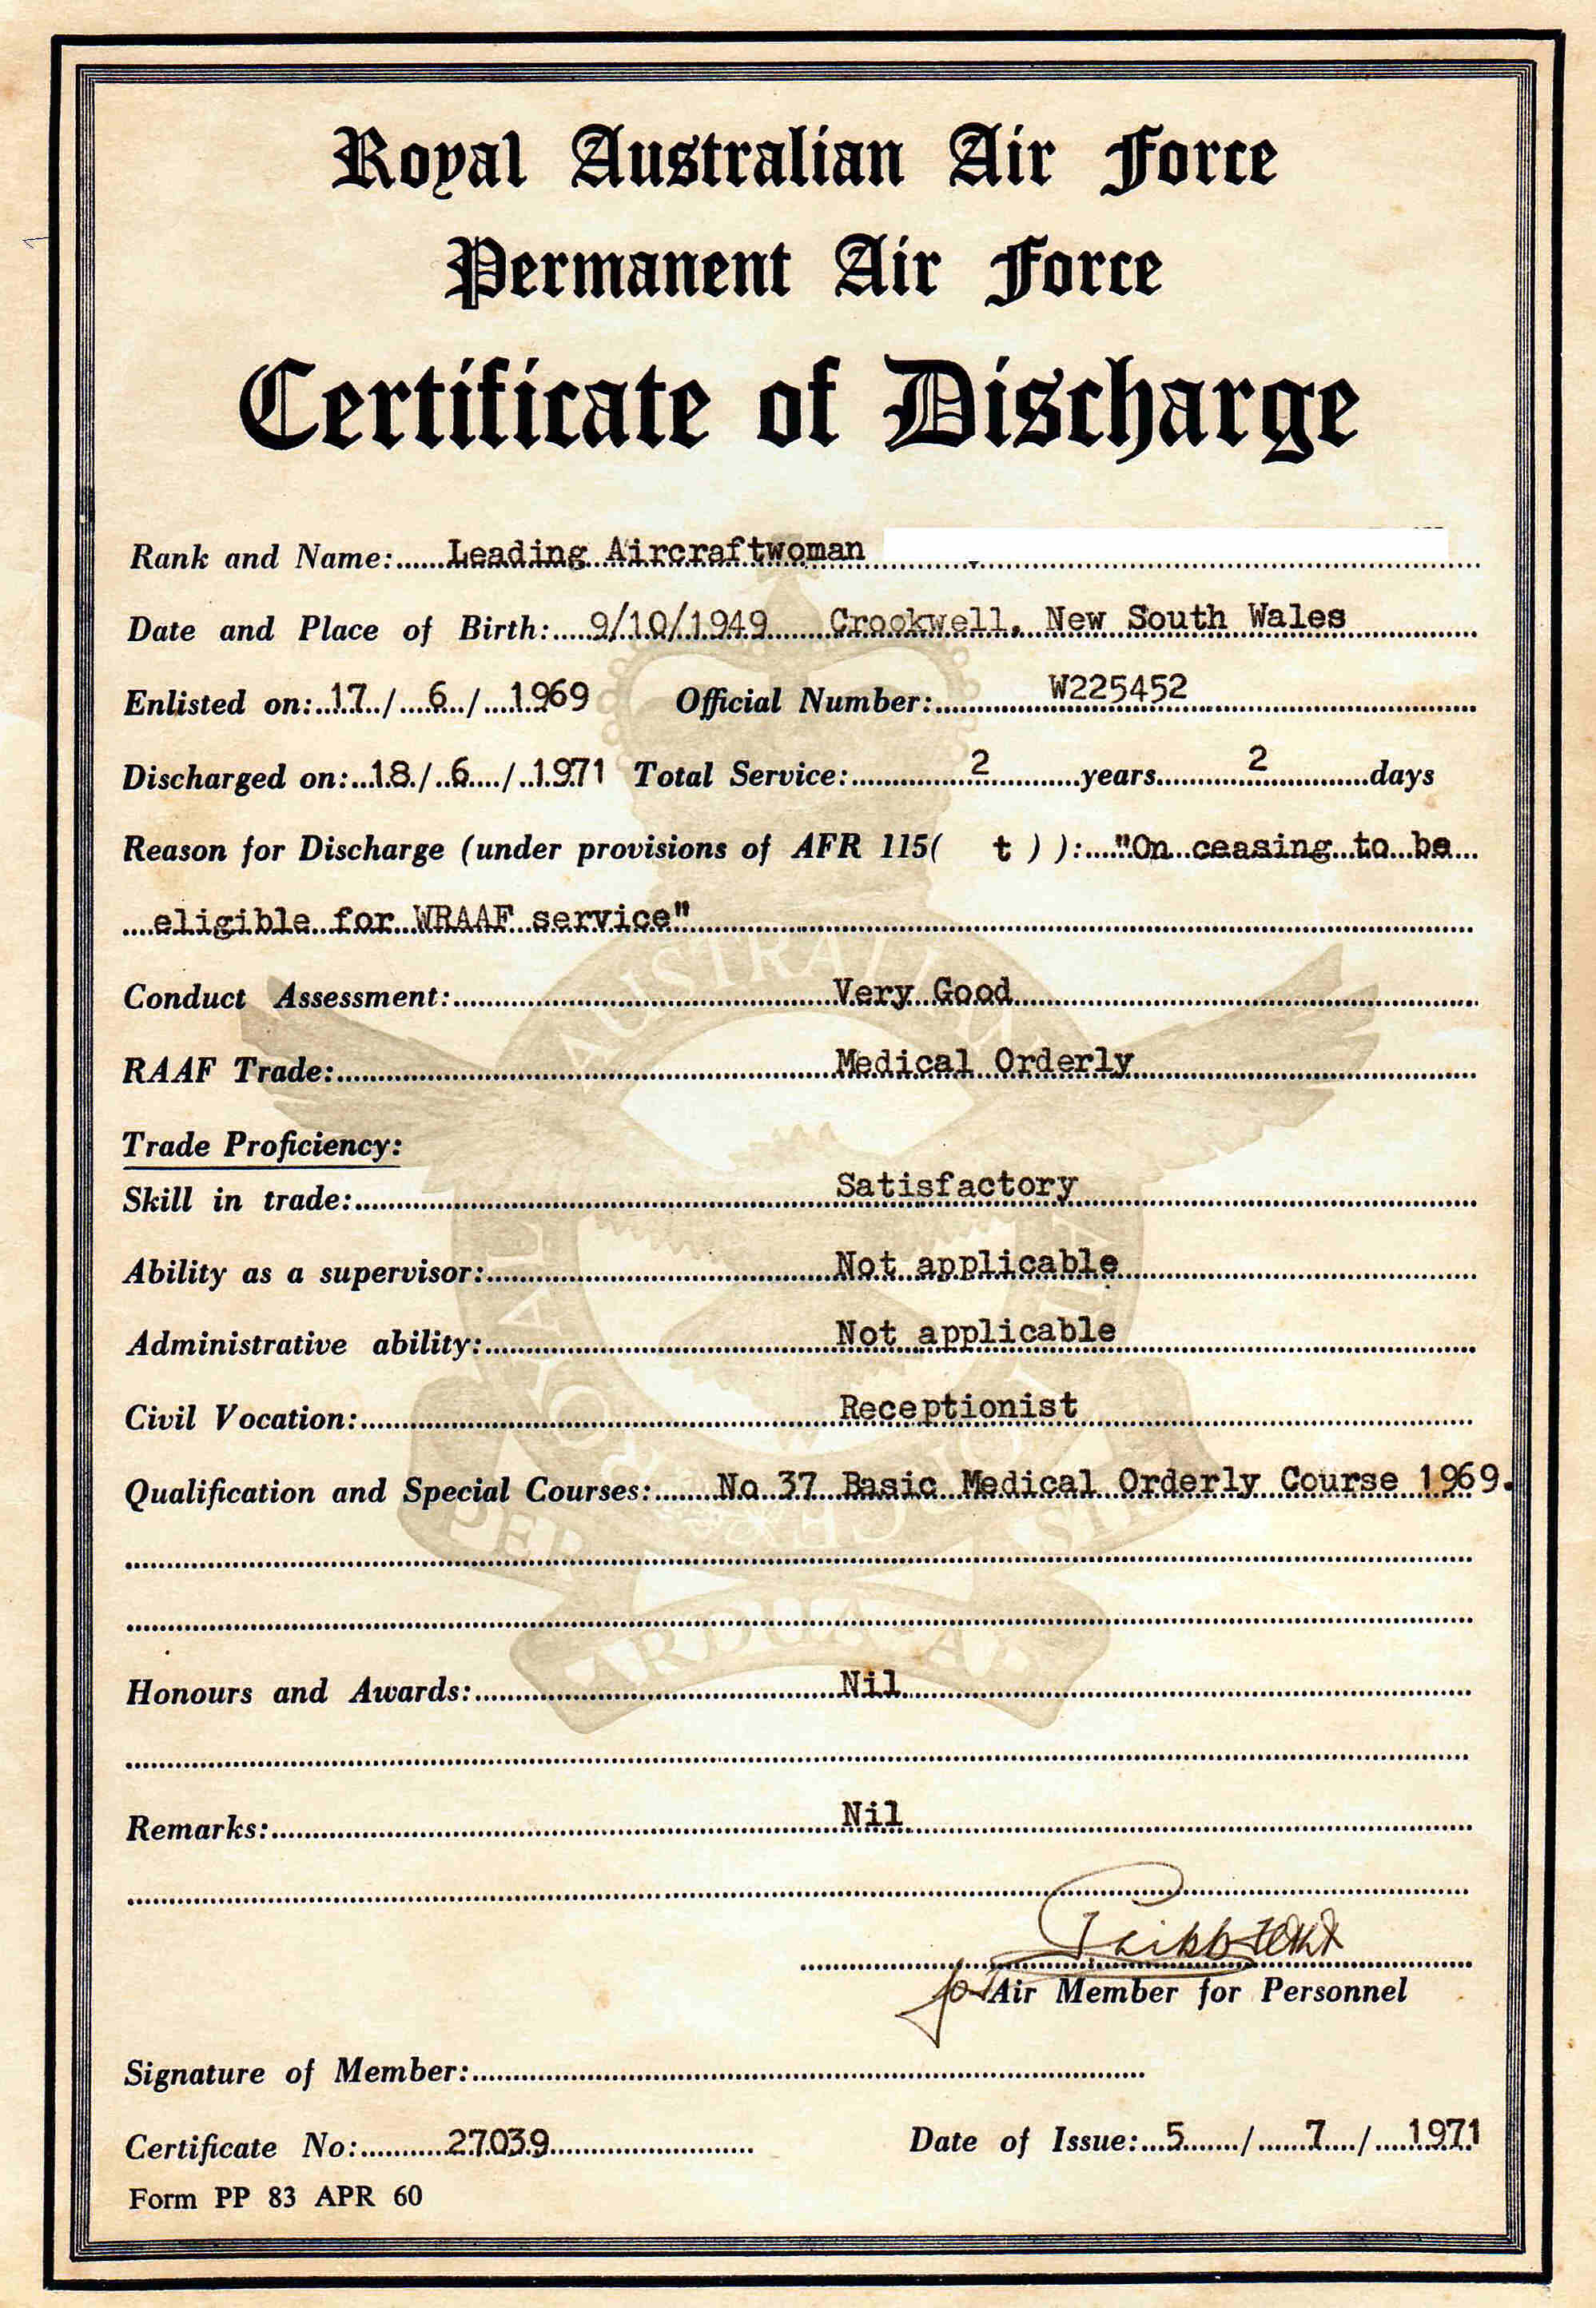 Royal Australian Air Force
Permanent Air Force
Certificate of Discharge
Rank and Name: Leading Aircraftwoman
Date and Place of Birth: 9/10/1949 Crookwell, New South Wales
Enlisted on: 17/6/1969 Official Number: W225452
Discharged on: 18/6/1971 Total Service: 2 years 2 days
Reason for Discharge (under provisions of AFR 115( t ) ): "On ceasing to be
eligible for WRAAF service"
Conduct Assessment: Very Good
RAAF Trade: Medical Orderly
Trade Proficiency:
Skill in trade: Satisfactory
Ability as a supervisor: Not applicable
Administrative ability: Not applicable
Civil Vocation: Receptionist
Qualification and Special Courses: No 37 Basic Medical Orderly Course 1969.
Honours and Awards: Nil
Remarks: Nil
for Air Member for Personnel
Signature of Member:
Certificate No: 27039 Date of Issue: 5/7/1971
Form PP 83 APR 60